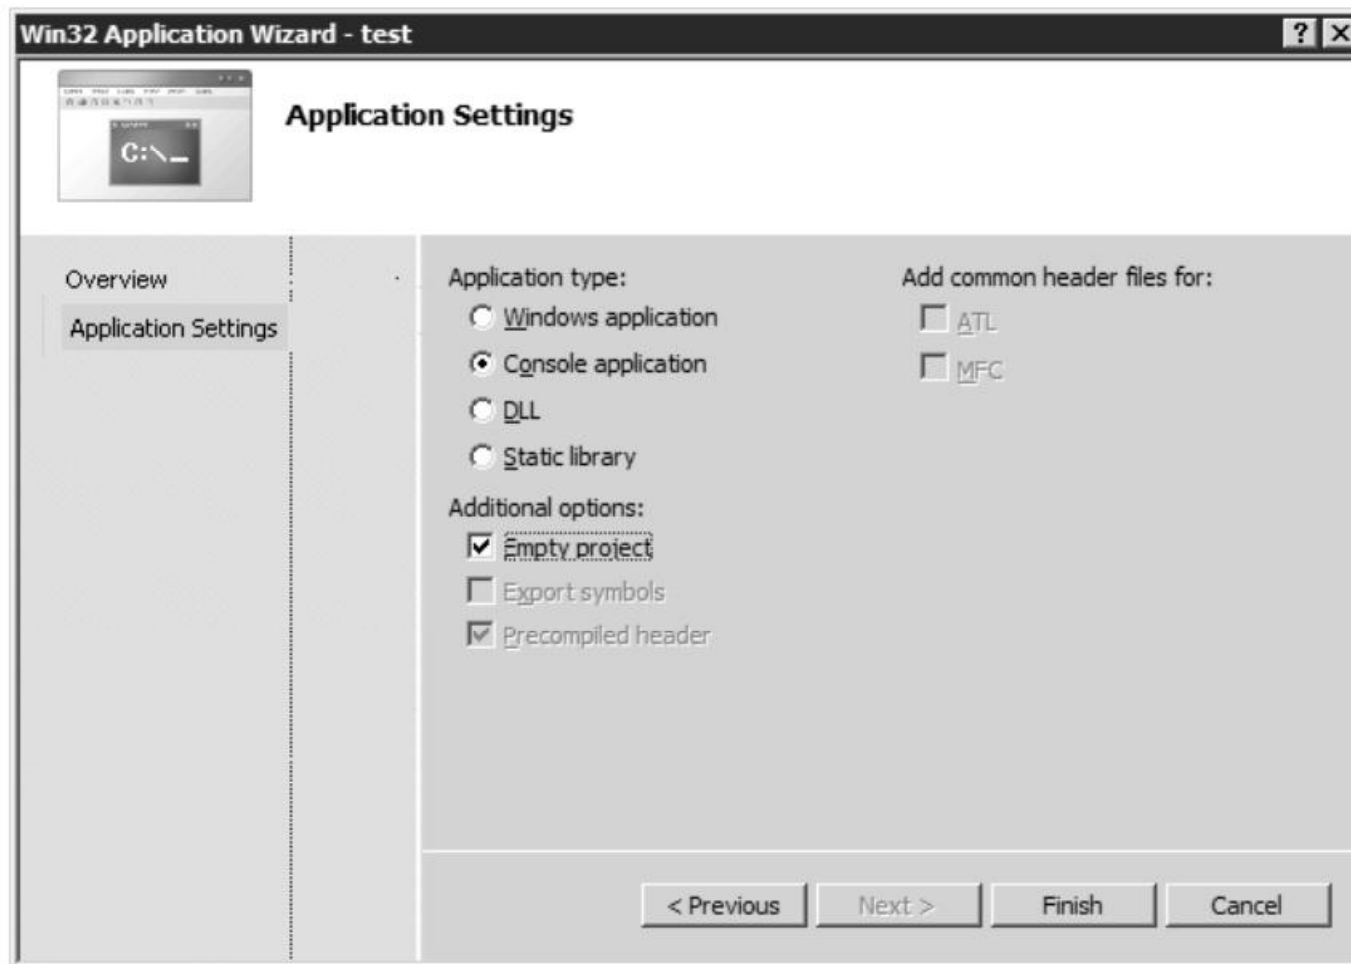 Win32 Application Wizard - test
? X
C:\_
Application Settings
Overview
Application Settings
Application type:
Windows application
Console application
DLL
Static library
Additional options:
Empty project
Export symbols
Precompiled header
Add common header files for:
ATL
MFC
< Previous
Next >
Finish
Cancel